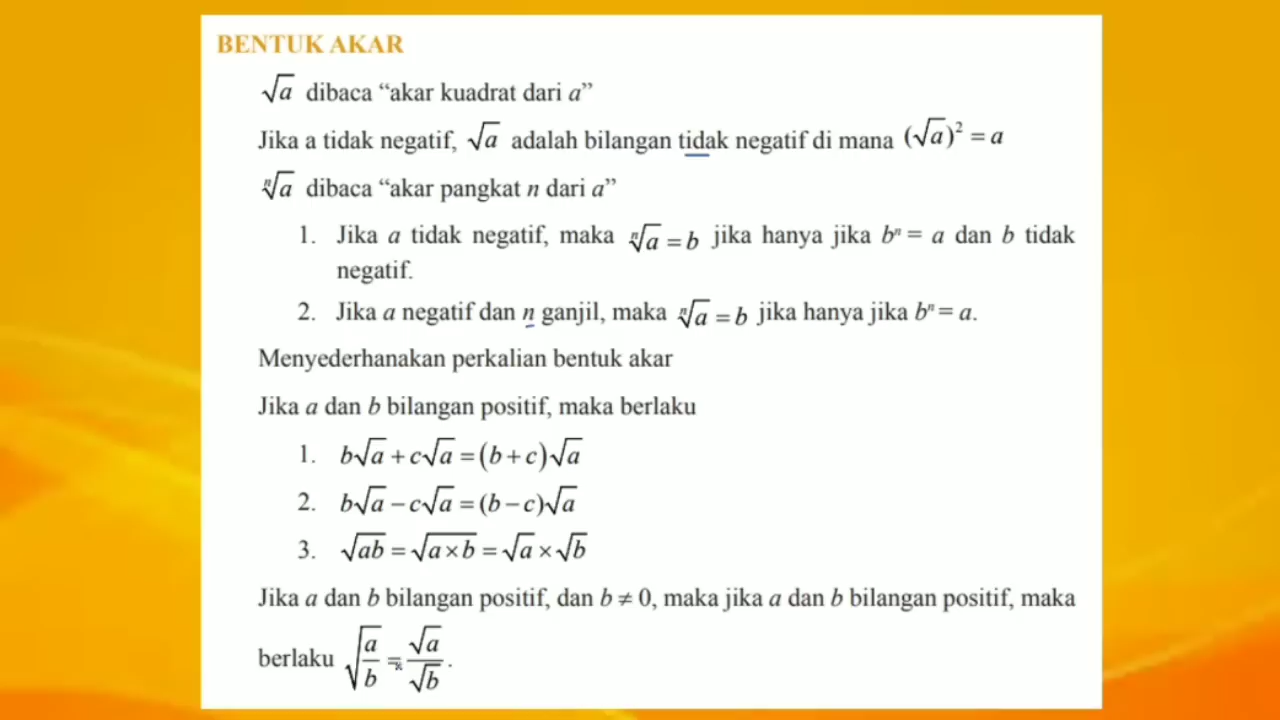 BENTUK AKAR
√a dibaca “akar kuadrat dari a”
Jika a tidak negatif, √a adalah bilangan tidak negatif di mana (√a)² = a
ⁿ√a dibaca “akar pangkat n dari a”
1. Jika a tidak negatif, maka ⁿ√a = b jika hanya jika bⁿ = a dan b tidak
negatif.
2. Jika a negatif dan n ganjil, maka ⁿ√a = b jika hanya jika bⁿ = a.
Menyederhanakan perkalian bentuk akar
Jika a dan b bilangan positif, maka berlaku
1. b√a + c√a = (b + c)√a
2. b√a − c√a = (b − c)√a
3. √ab = √a × b = √a × √b
Jika a dan b bilangan positif, dan b ≠ 0, maka jika a dan b bilangan positif, maka
berlaku √(a/b) = √a/√b.